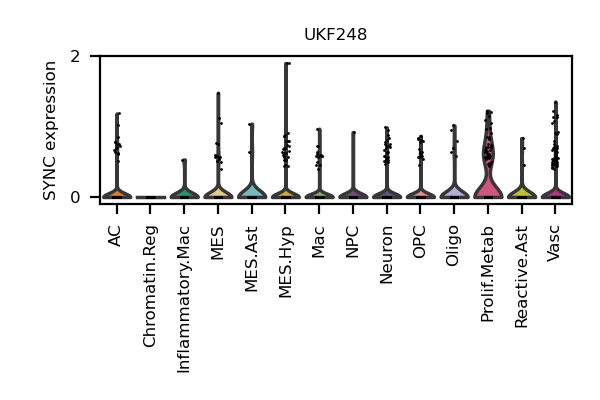 UKF248
SYNC expression
2
0
AC
Chromatin.Reg
Inflammatory.Mac
MES
MES.Ast
MES.Hyp
Mac
NPC
Neuron
OPC
Oligo
Prolif.Metab
Reactive.Ast
Vasc